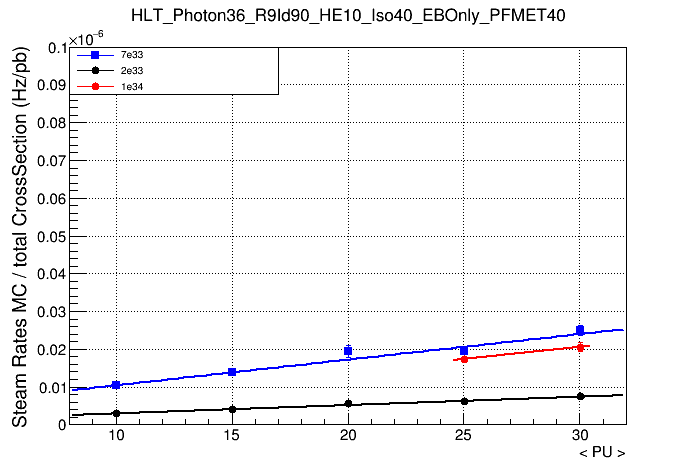 HLT_Photon36_R9Id90_HE10_Iso40_EBOnly_PFMET40
×10⁻⁶
Steam Rates MC / total CrossSection (Hz/pb)
7e33
2e33
1e34
0.1
0.09
0.08
0.07
0.06
0.05
0.04
0.03
0.02
0.01
0
10 15 20 25 30
< PU >